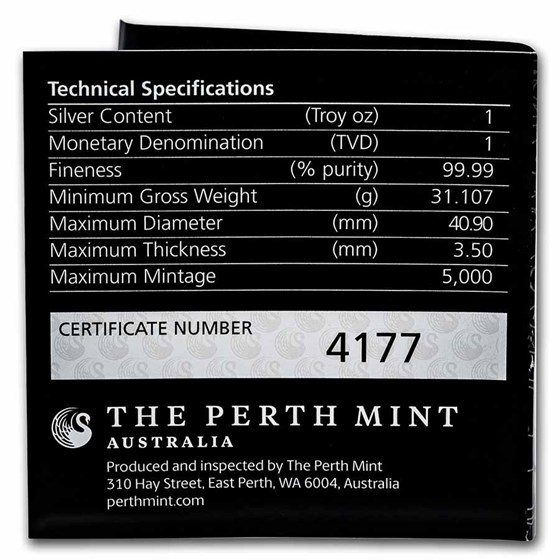 Technical Specifications
Silver Content (Troy oz) 1
Monetary Denomination (TVD) 1
Fineness (% purity) 99.99
Minimum Gross Weight (g) 31.107
Maximum Diameter (mm) 40.90
Maximum Thickness (mm) 3.50
Maximum Mintage 5,000
CERTIFICATE NUMBER 4177
THE PERTH MINT
AUSTRALIA
Produced and inspected by The Perth Mint
310 Hay Street, East Perth, WA 6004, Australia
perthmint.com